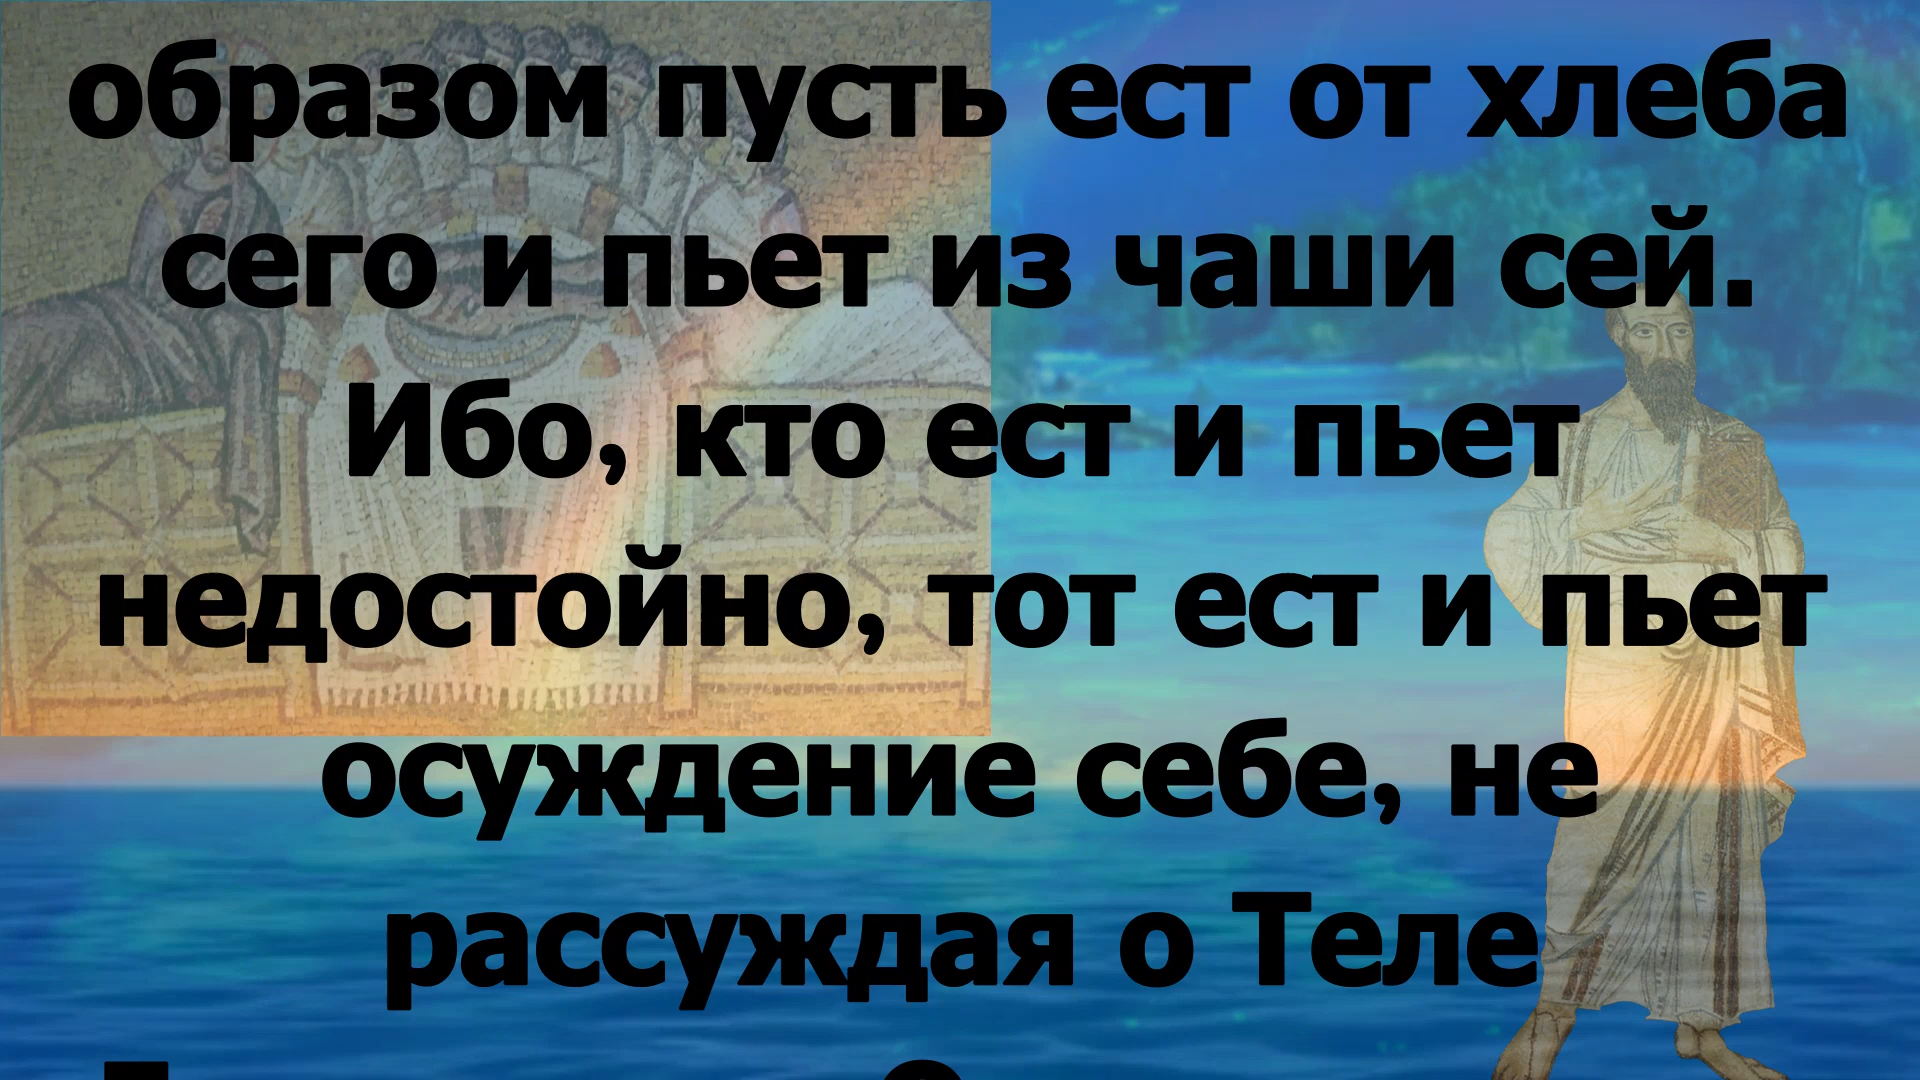 образом пусть ест от хлеба
сего и пьет из чаши сей.
Ибо, кто ест и пьет
недостойно, тот ест и пьет
осуждение себе, не
рассуждая о Теле